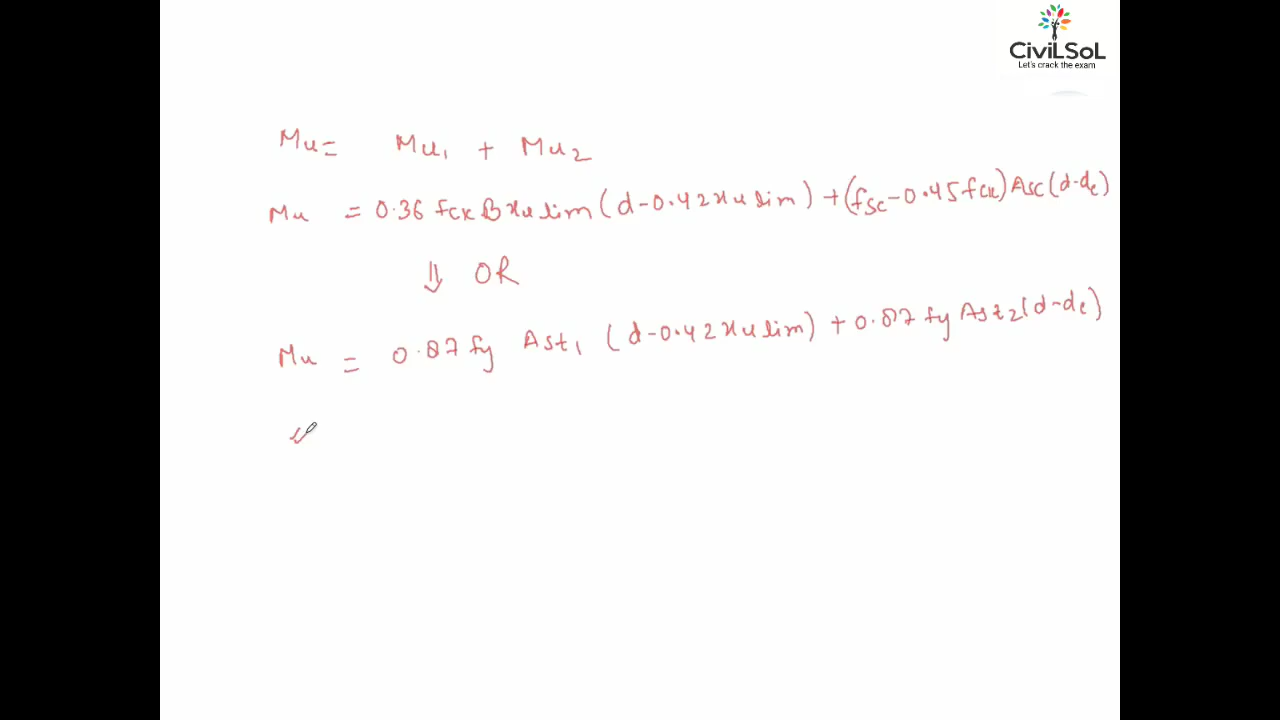 CiViLSoL
Let's crack the exam
Mu = Mu1 + Mu2
Mu = 0.36 fck B xu lim (d-0.42 xu lim) + (fsc-0.45 fck) Asc (d-dc)
⇓ OR
Mu = 0.87 fy Ast1 (d-0.42 xu lim) + 0.87 fy Ast2 (d-dc)